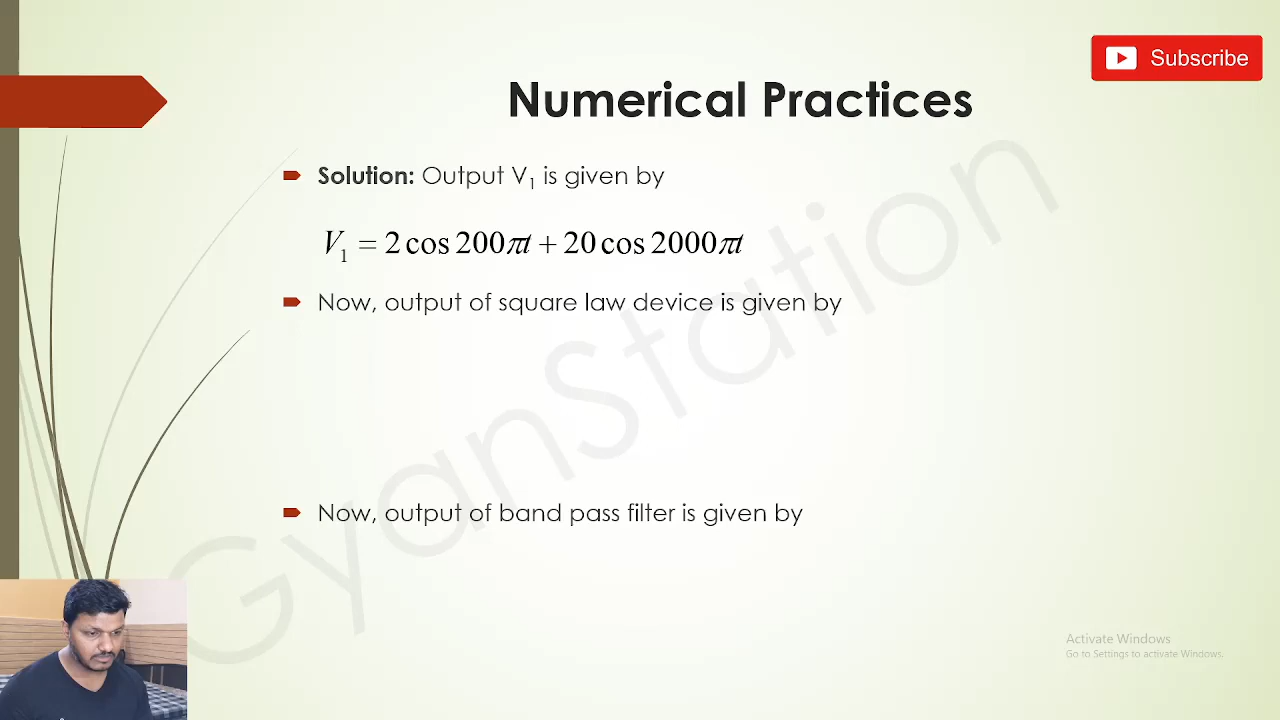 Subscribe
Numerical Practices
Solution: Output V₁ is given by
V₁ = 2 cos 200πt + 20 cos 2000πt
Now, output of square law device is given by
GyanStation
Now, output of band pass filter is given by
Activate Windows
Go to Settings to activate Windows.